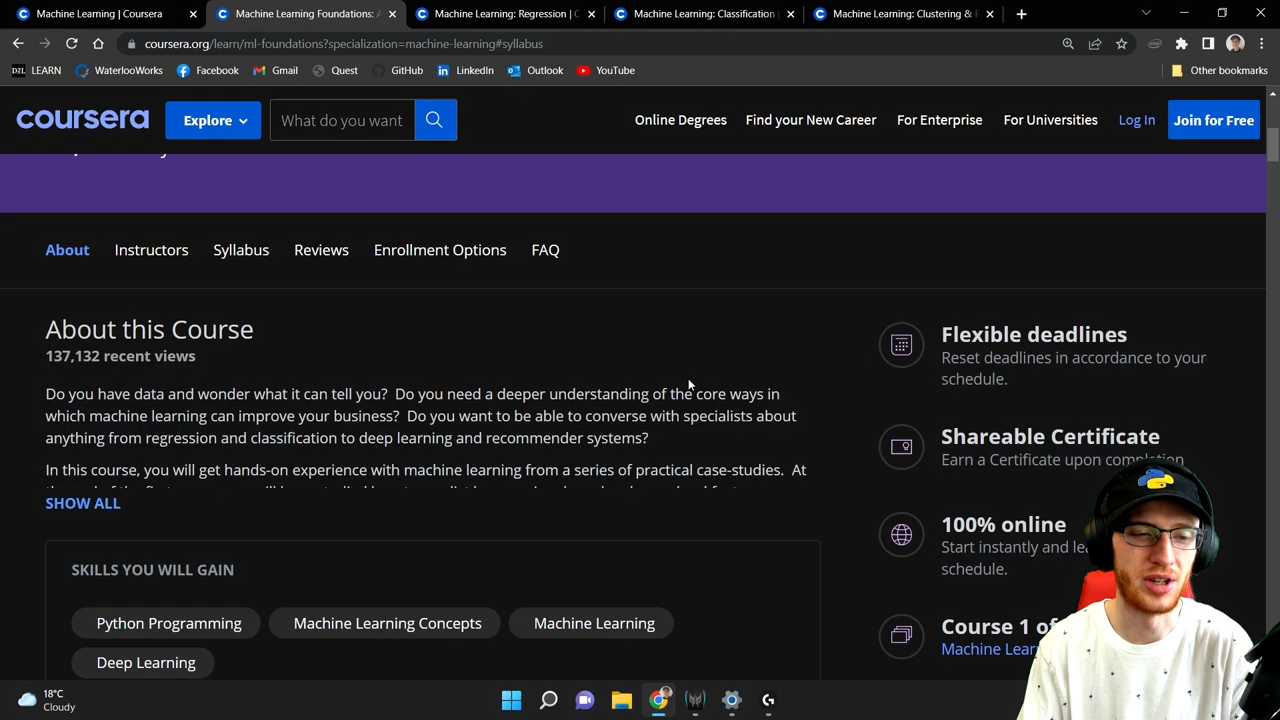 Machine Learning | Coursera
Machine Learning Foundations: A
Machine Learning: Regression | C
Machine Learning: Classification
Machine Learning: Clustering &
coursera.org/learn/ml-foundations?specialization=machine-learning#syllabus
D2L LEARN WaterlooWorks Facebook Gmail Quest GitHub LinkedIn Outlook YouTube Other bookmarks
coursera Explore What do you want Online Degrees Find your New Career For Enterprise For Universities Log In Join for Free
About Instructors Syllabus Reviews Enrollment Options FAQ
About this Course
137,132 recent views
Do you have data and wonder what it can tell you? Do you need a deeper understanding of the core ways in
which machine learning can improve your business? Do you want to be able to converse with specialists about
anything from regression and classification to deep learning and recommender systems?
In this course, you will get hands-on experience with machine learning from a series of practical case-studies. At
SHOW ALL
SKILLS YOU WILL GAIN
Python Programming Machine Learning Concepts Machine Learning
Deep Learning
Flexible deadlines
Reset deadlines in accordance to your
schedule.
Shareable Certificate
Earn a Certificate upon completion
100% online
Start instantly and
schedule.
Course 1 of
Machine
18°C
Cloudy